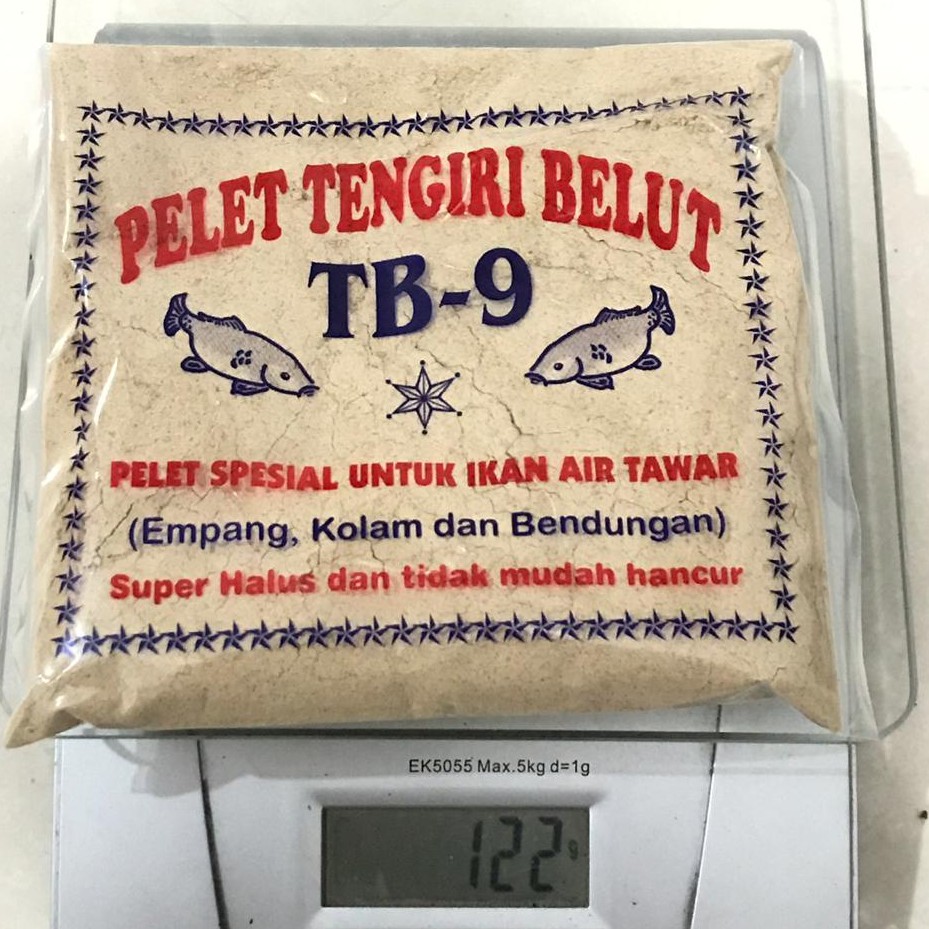 PELET TENGIRI BELUT
TB-9
PELET SPESIAL UNTUK IKAN AIR TAWAR
(Empang, Kolam dan Bendungan)
Super Halus dan tidak mudah hancur
EK5055 Max.5kg d=1g
122g